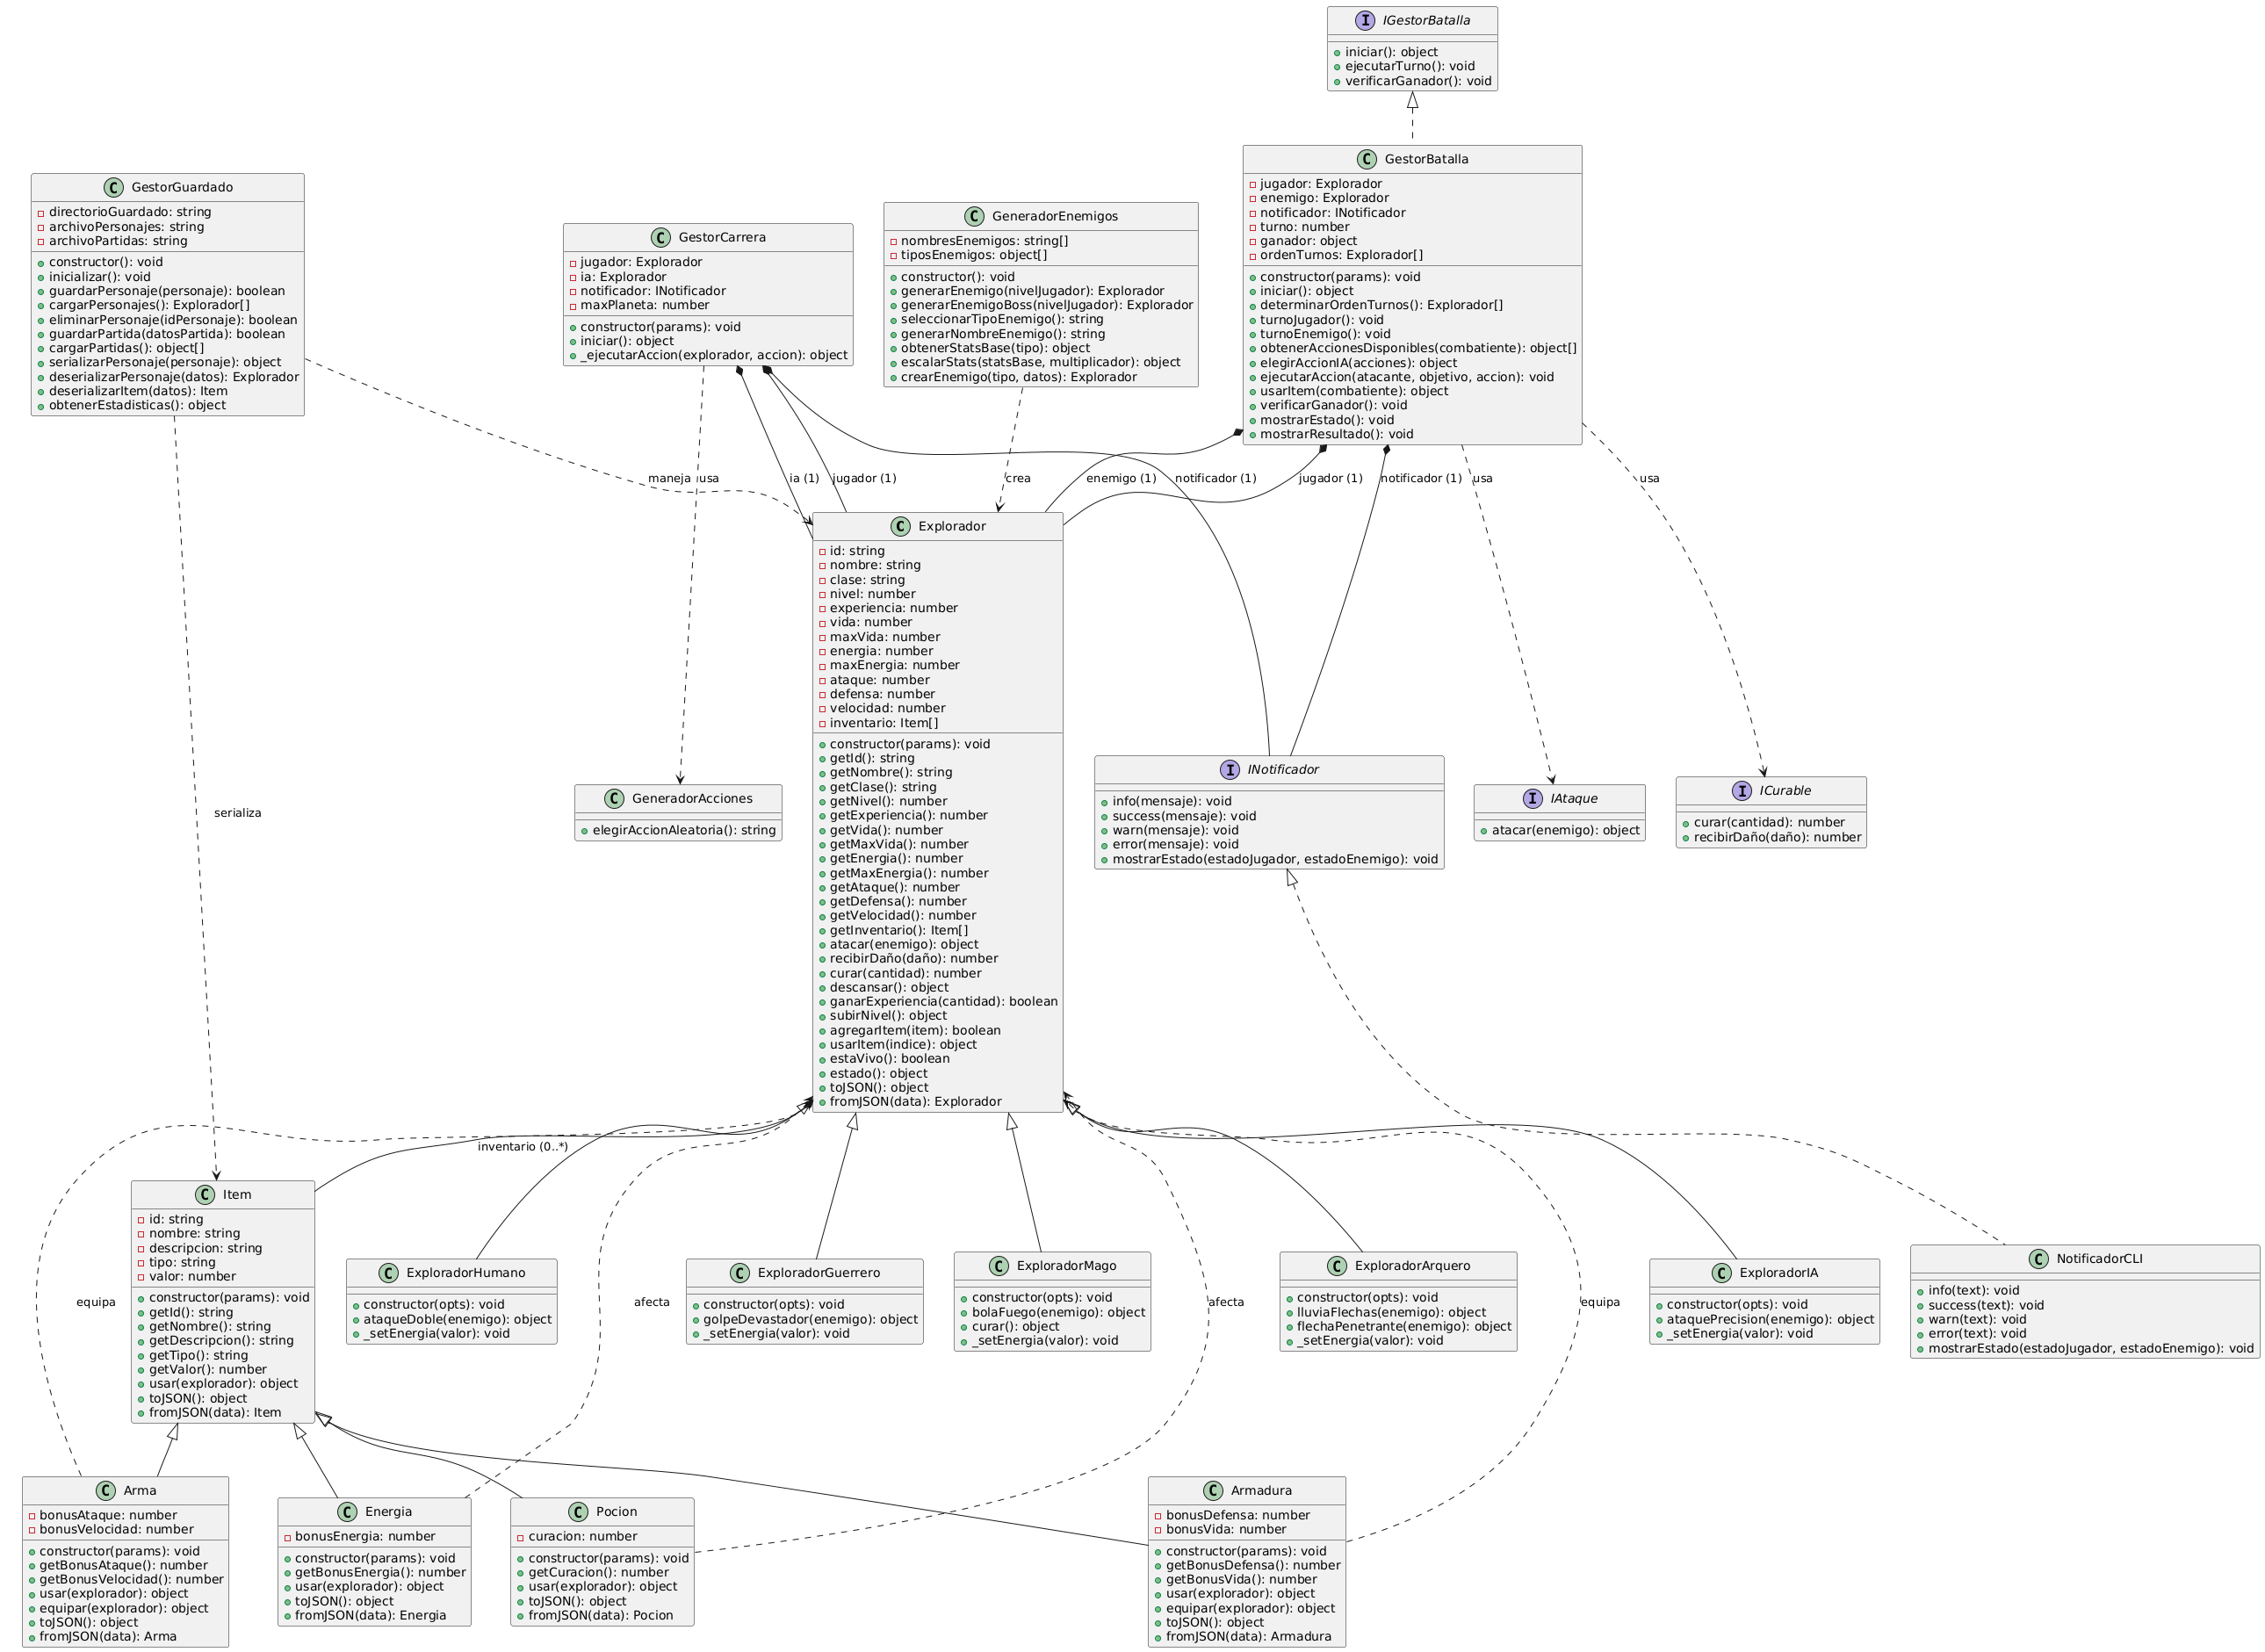 I IGestorBatalla
iniciar(): object
ejecutarTurno(): void
verificarGanador(): void
C GestorGuardado
directorioGuardado: string
archivoPersonajes: string
archivoPartidas: string
constructor(): void
inicializar(): void
guardarPersonaje(personaje): boolean
cargarPersonajes(): Explorador[]
eliminarPersonaje(idPersonaje): boolean
guardarPartida(datosPartida): boolean
cargarPartidas(): object[]
serializarPersonaje(personaje): object
deserializarPersonaje(datos): Explorador
deserializarItem(datos): Item
obtenerEstadisticas(): object
C GestorCarrera
jugador: Explorador
ia: Explorador
notificador: INotificador
maxPlaneta: number
constructor(params): void
iniciar(): object
_ejecutarAccion(explorador, accion): object
C GeneradorEnemigos
nombresEnemigos: string[]
tiposEnemigos: object[]
constructor(): void
generarEnemigo(nivelJugador): Explorador
generarEnemigoBoss(nivelJugador): Explorador
seleccionarTipoEnemigo(): string
generarNombreEnemigo(): string
obtenerStatsBase(tipo): object
escalarStats(statsBase, multiplicador): object
crearEnemigo(tipo, datos): Explorador
C GestorBatalla
jugador: Explorador
enemigo: Explorador
notificador: INotificador
turno: number
ganador: object
ordenTurnos: Explorador[]
constructor(params): void
iniciar(): object
determinarOrdenTurnos(): Explorador[]
turnoJugador(): void
turnoEnemigo(): void
obtenerAccionesDisponibles(combatiente): object[]
elegirAccionIA(acciones): object
ejecutarAccion(atacante, objetivo, accion): void
usarItem(combatiente): object
verificarGanador(): void
mostrarEstado(): void
mostrarResultado(): void
maneja
usa
ia (1)
jugador (1)
crea
enemigo (1)
notificador (1)
jugador (1)
notificador (1)
usa
usa
C Explorador
id: string
nombre: string
clase: string
nivel: number
experiencia: number
vida: number
maxVida: number
energia: number
maxEnergia: number
ataque: number
defensa: number
velocidad: number
inventario: Item[]
constructor(params): void
getId(): string
getNombre(): string
getClase(): string
getNivel(): number
getExperiencia(): number
getVida(): number
getMaxVida(): number
getEnergia(): number
getMaxEnergia(): number
getAtaque(): number
getDefensa(): number
getVelocidad(): number
getInventario(): Item[]
atacar(enemigo): object
recibirDaño(daño): number
curar(cantidad): number
descansar(): object
ganarExperiencia(cantidad): boolean
subirNivel(): object
agregarItem(item): boolean
usarItem(indice): object
estaVivo(): boolean
estado(): object
toJSON(): object
fromJSON(data): Explorador
serializa
C GeneradorAcciones
elegirAccionAleatoria(): string
I INotificador
info(mensaje): void
success(mensaje): void
warn(mensaje): void
error(mensaje): void
mostrarEstado(estadoJugador, estadoEnemigo): void
I IAtaque
atacar(enemigo): object
I ICurable
curar(cantidad): number
recibirDaño(daño): number
inventario (0..*)
equipa
afecta
afecta
equipa
C Item
id: string
nombre: string
descripcion: string
tipo: string
valor: number
constructor(params): void
getId(): string
getNombre(): string
getDescripcion(): string
getTipo(): string
getValor(): number
usar(explorador): object
toJSON(): object
fromJSON(data): Item
C ExploradorHumano
constructor(opts): void
ataqueDoble(enemigo): object
_setEnergia(valor): void
C ExploradorGuerrero
constructor(opts): void
golpeDevastador(enemigo): object
_setEnergia(valor): void
C ExploradorMago
constructor(opts): void
bolaFuego(enemigo): object
curar(): object
_setEnergia(valor): void
C ExploradorArquero
constructor(opts): void
lluviaFlechas(enemigo): object
flechaPenetrante(enemigo): object
_setEnergia(valor): void
C ExploradorIA
constructor(opts): void
ataquePrecision(enemigo): object
_setEnergia(valor): void
C NotificadorCLI
info(text): void
success(text): void
warn(text): void
error(text): void
mostrarEstado(estadoJugador, estadoEnemigo): void
C Arma
bonusAtaque: number
bonusVelocidad: number
constructor(params): void
getBonusAtaque(): number
getBonusVelocidad(): number
usar(explorador): object
equipar(explorador): object
toJSON(): object
fromJSON(data): Arma
C Energia
bonusEnergia: number
constructor(params): void
getBonusEnergia(): number
usar(explorador): object
toJSON(): object
fromJSON(data): Energia
C Pocion
curacion: number
constructor(params): void
getCuracion(): number
usar(explorador): object
toJSON(): object
fromJSON(data): Pocion
C Armadura
bonusDefensa: number
bonusVida: number
constructor(params): void
getBonusDefensa(): number
getBonusVida(): number
usar(explorador): object
equipar(explorador): object
toJSON(): object
fromJSON(data): Armadura